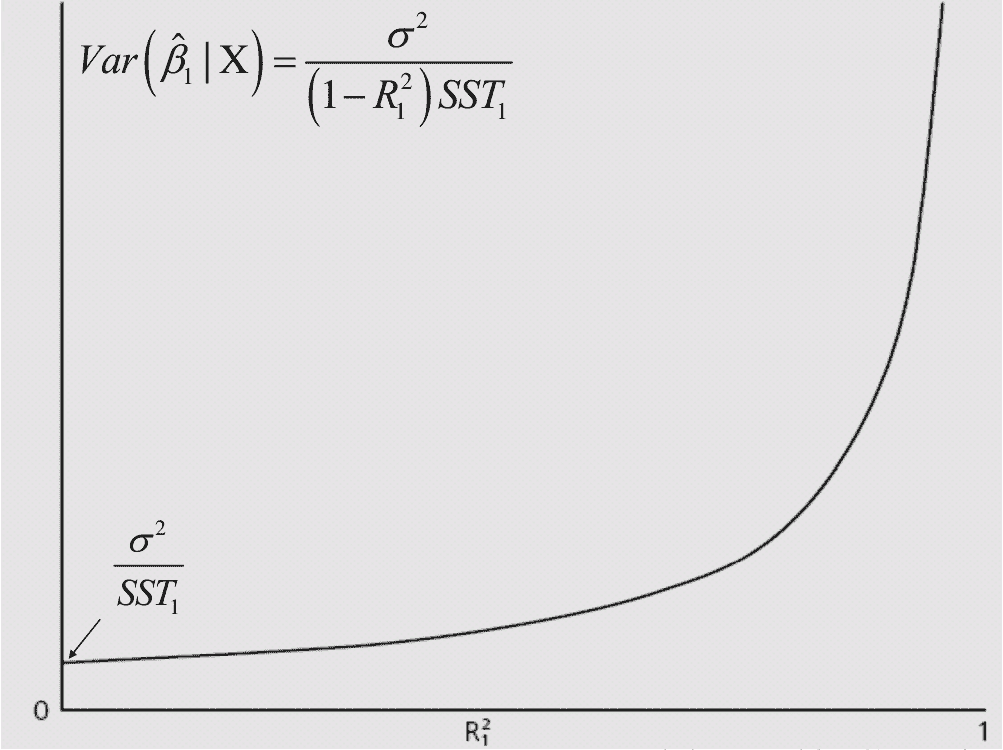 Var(β̂₁ | X) = σ² / ((1 − R₁²) SST₁)
σ² / SST₁
0
R₁²
1